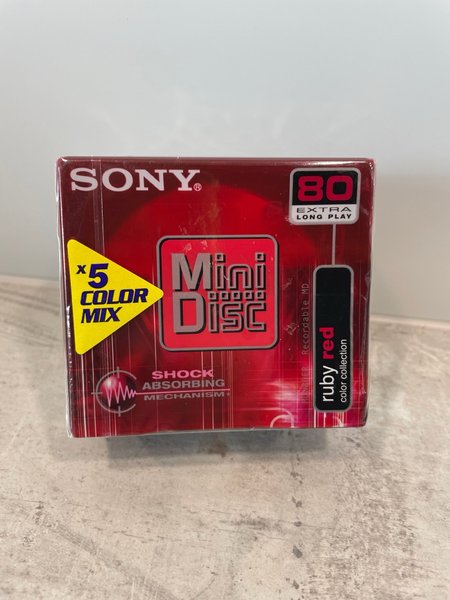 SONY®
80
EXTRA
LONG PLAY
x5
COLOR
MIX
Mini
Disc
Recordable MD
ruby red
color collection
SHOCK
ABSORBING
MECHANISM